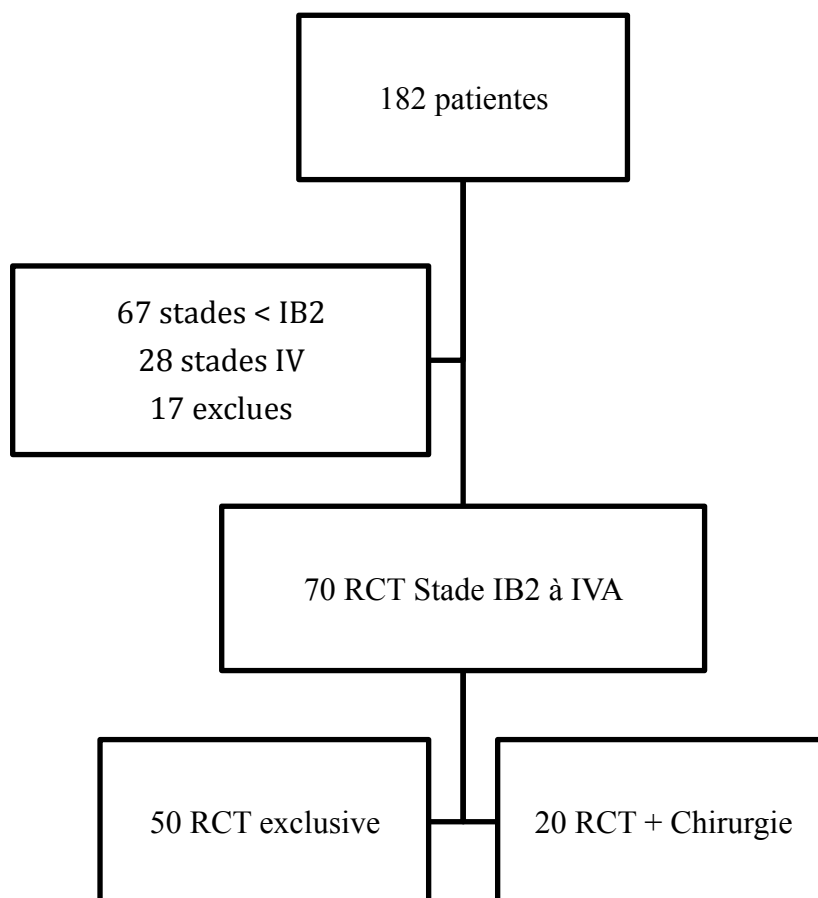 182 patientes
67 stades < IB2
28 stades IV
17 exclues
70 RCT Stade IB2 à IVA
50 RCT exclusive
20 RCT + Chirurgie